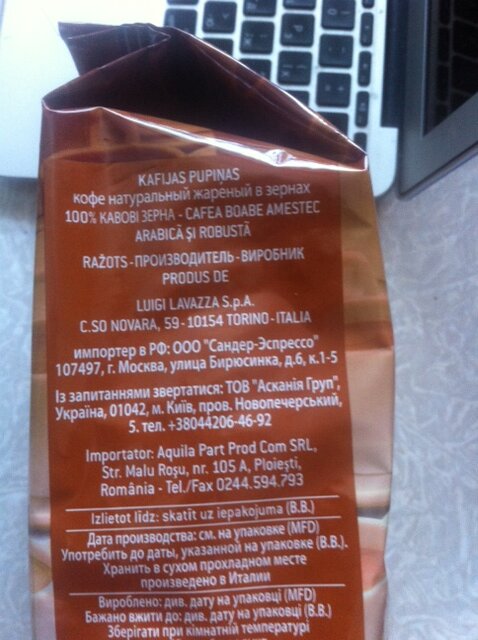 KAFIJAS PUPIŅAS
кофе натуральный жареный в зернах
100% КАВОВІ ЗЕРНА - CAFEA BOABE AMESTEC
ARABICĂ ŞI ROBUSTĂ
RAŽOTS - ПРОИЗВОДИТЕЛЬ - ВИРОБНИК
PRODUS DE
LUIGI LAVAZZA S.p.A.
C.SO NOVARA, 59 - 10154 TORINO - ITALIA
импортер в РФ: ООО "Сандер-Эспрессо"
107497, г. Москва, улица Бирюсинка, д.6, к.1-5
Із запитаннями звертатися: ТОВ "Асканія Груп",
Україна, 01042, м. Київ, пров. Новопечерський,
5. тел. +38044206-46-92
Importator: Aquila Part Prod Com SRL,
Str. Malu Roşu, nr. 105 A, Ploieşti,
România - Tel./Fax 0244.594.793
Izlietot līdz: skatīt uz iepakojuma (B.B.)
Дата производства: см. на упаковке (MFD)
Употребить до даты, указанной на упаковке (B.B.).
Хранить в сухом прохладном месте
произведено в Италии
Вироблено: див. дату на упаковці (MFD)
Бажано вжити до: див. дату на упаковці (B.B.)
Зберігати при кімнатній температурі